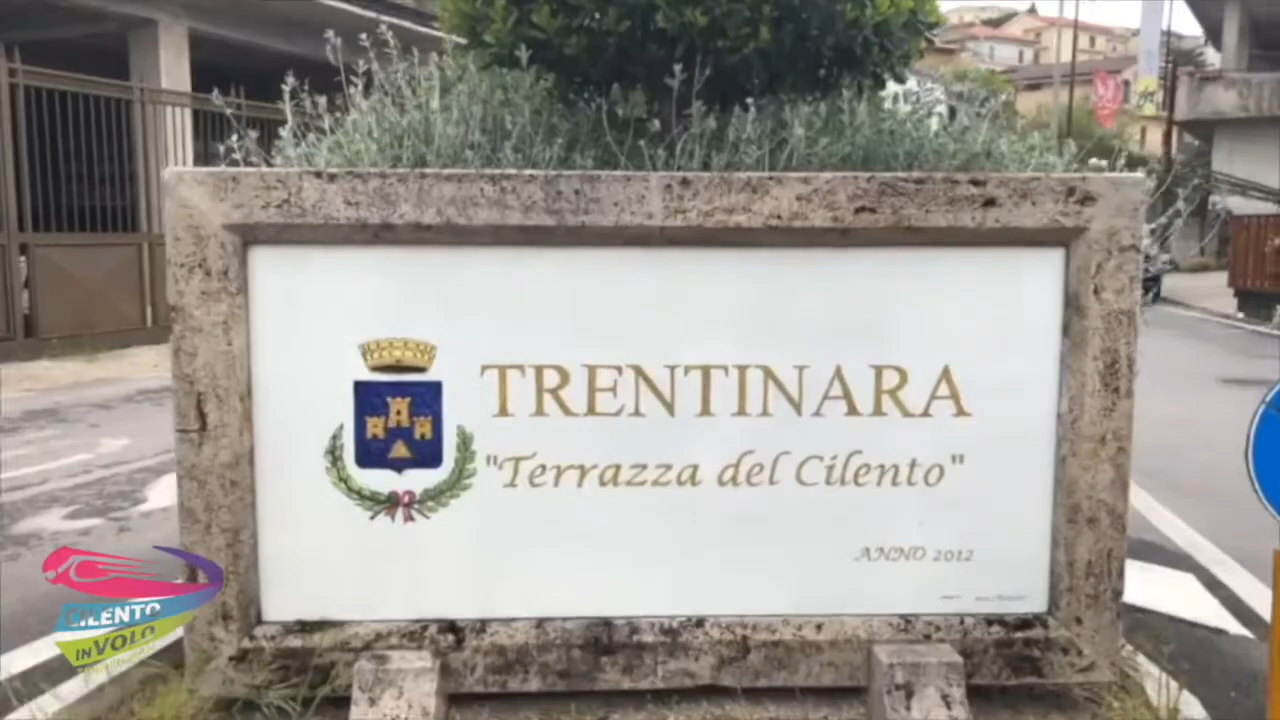 TRENTINARA
"Terrazza del Cilento"
ANNO 2012
CILENTO
IN VOLO